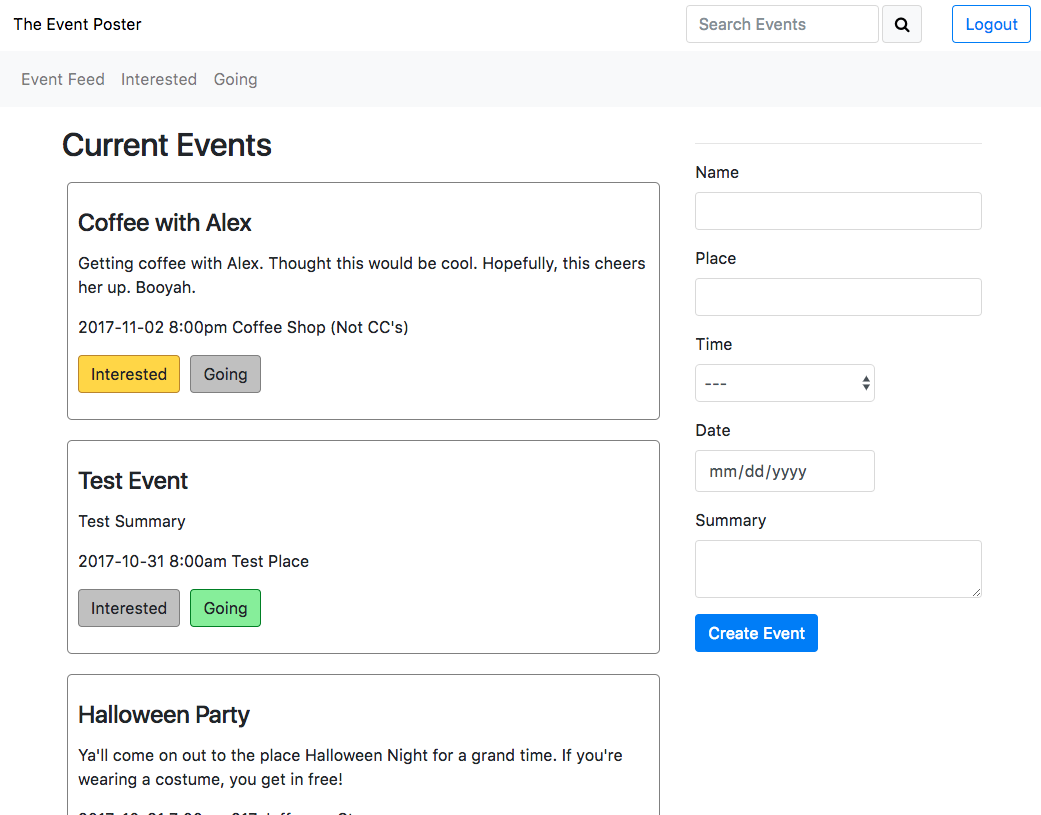 The Event Poster
Search Events
Logout
Event Feed Interested Going
Current Events
Coffee with Alex
Getting coffee with Alex. Thought this would be cool. Hopefully, this cheers
her up. Booyah.
2017-11-02 8:00pm Coffee Shop (Not CC's)
Interested Going
Test Event
Test Summary
2017-10-31 8:00am Test Place
Interested Going
Halloween Party
Ya'll come on out to the place Halloween Night for a grand time. If you're
wearing a costume, you get in free!
Name
Place
Time
---
Date
mm/dd/yyyy
Summary
Create Event